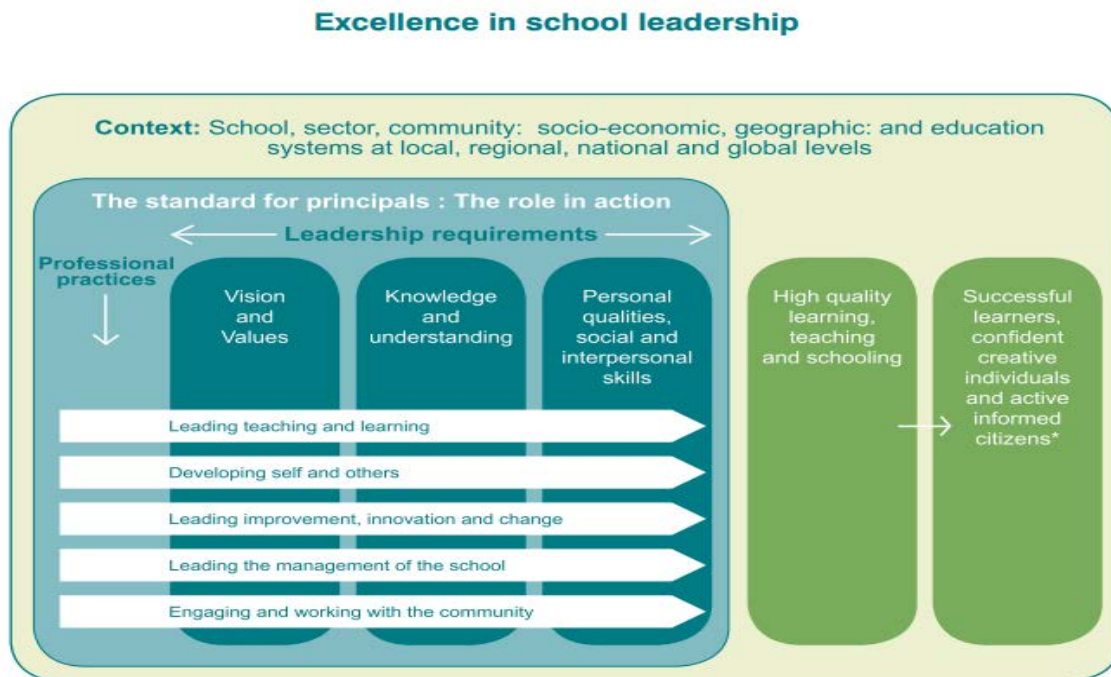 Excellence in school leadership
Context: School, sector, community: socio-economic, geographic: and education
systems at local, regional, national and global levels
The standard for principals : The role in action
Leadership requirements
Professional
practices
Vision
and
Values
Knowledge
and
understanding
Personal
qualities,
social and
interpersonal
skills
High quality
learning,
teaching
and schooling
Successful
learners,
confident
creative
individuals
and active
informed
citizens*
Leading teaching and learning
Developing self and others
Leading improvement, innovation and change
Leading the management of the school
Engaging and working with the community